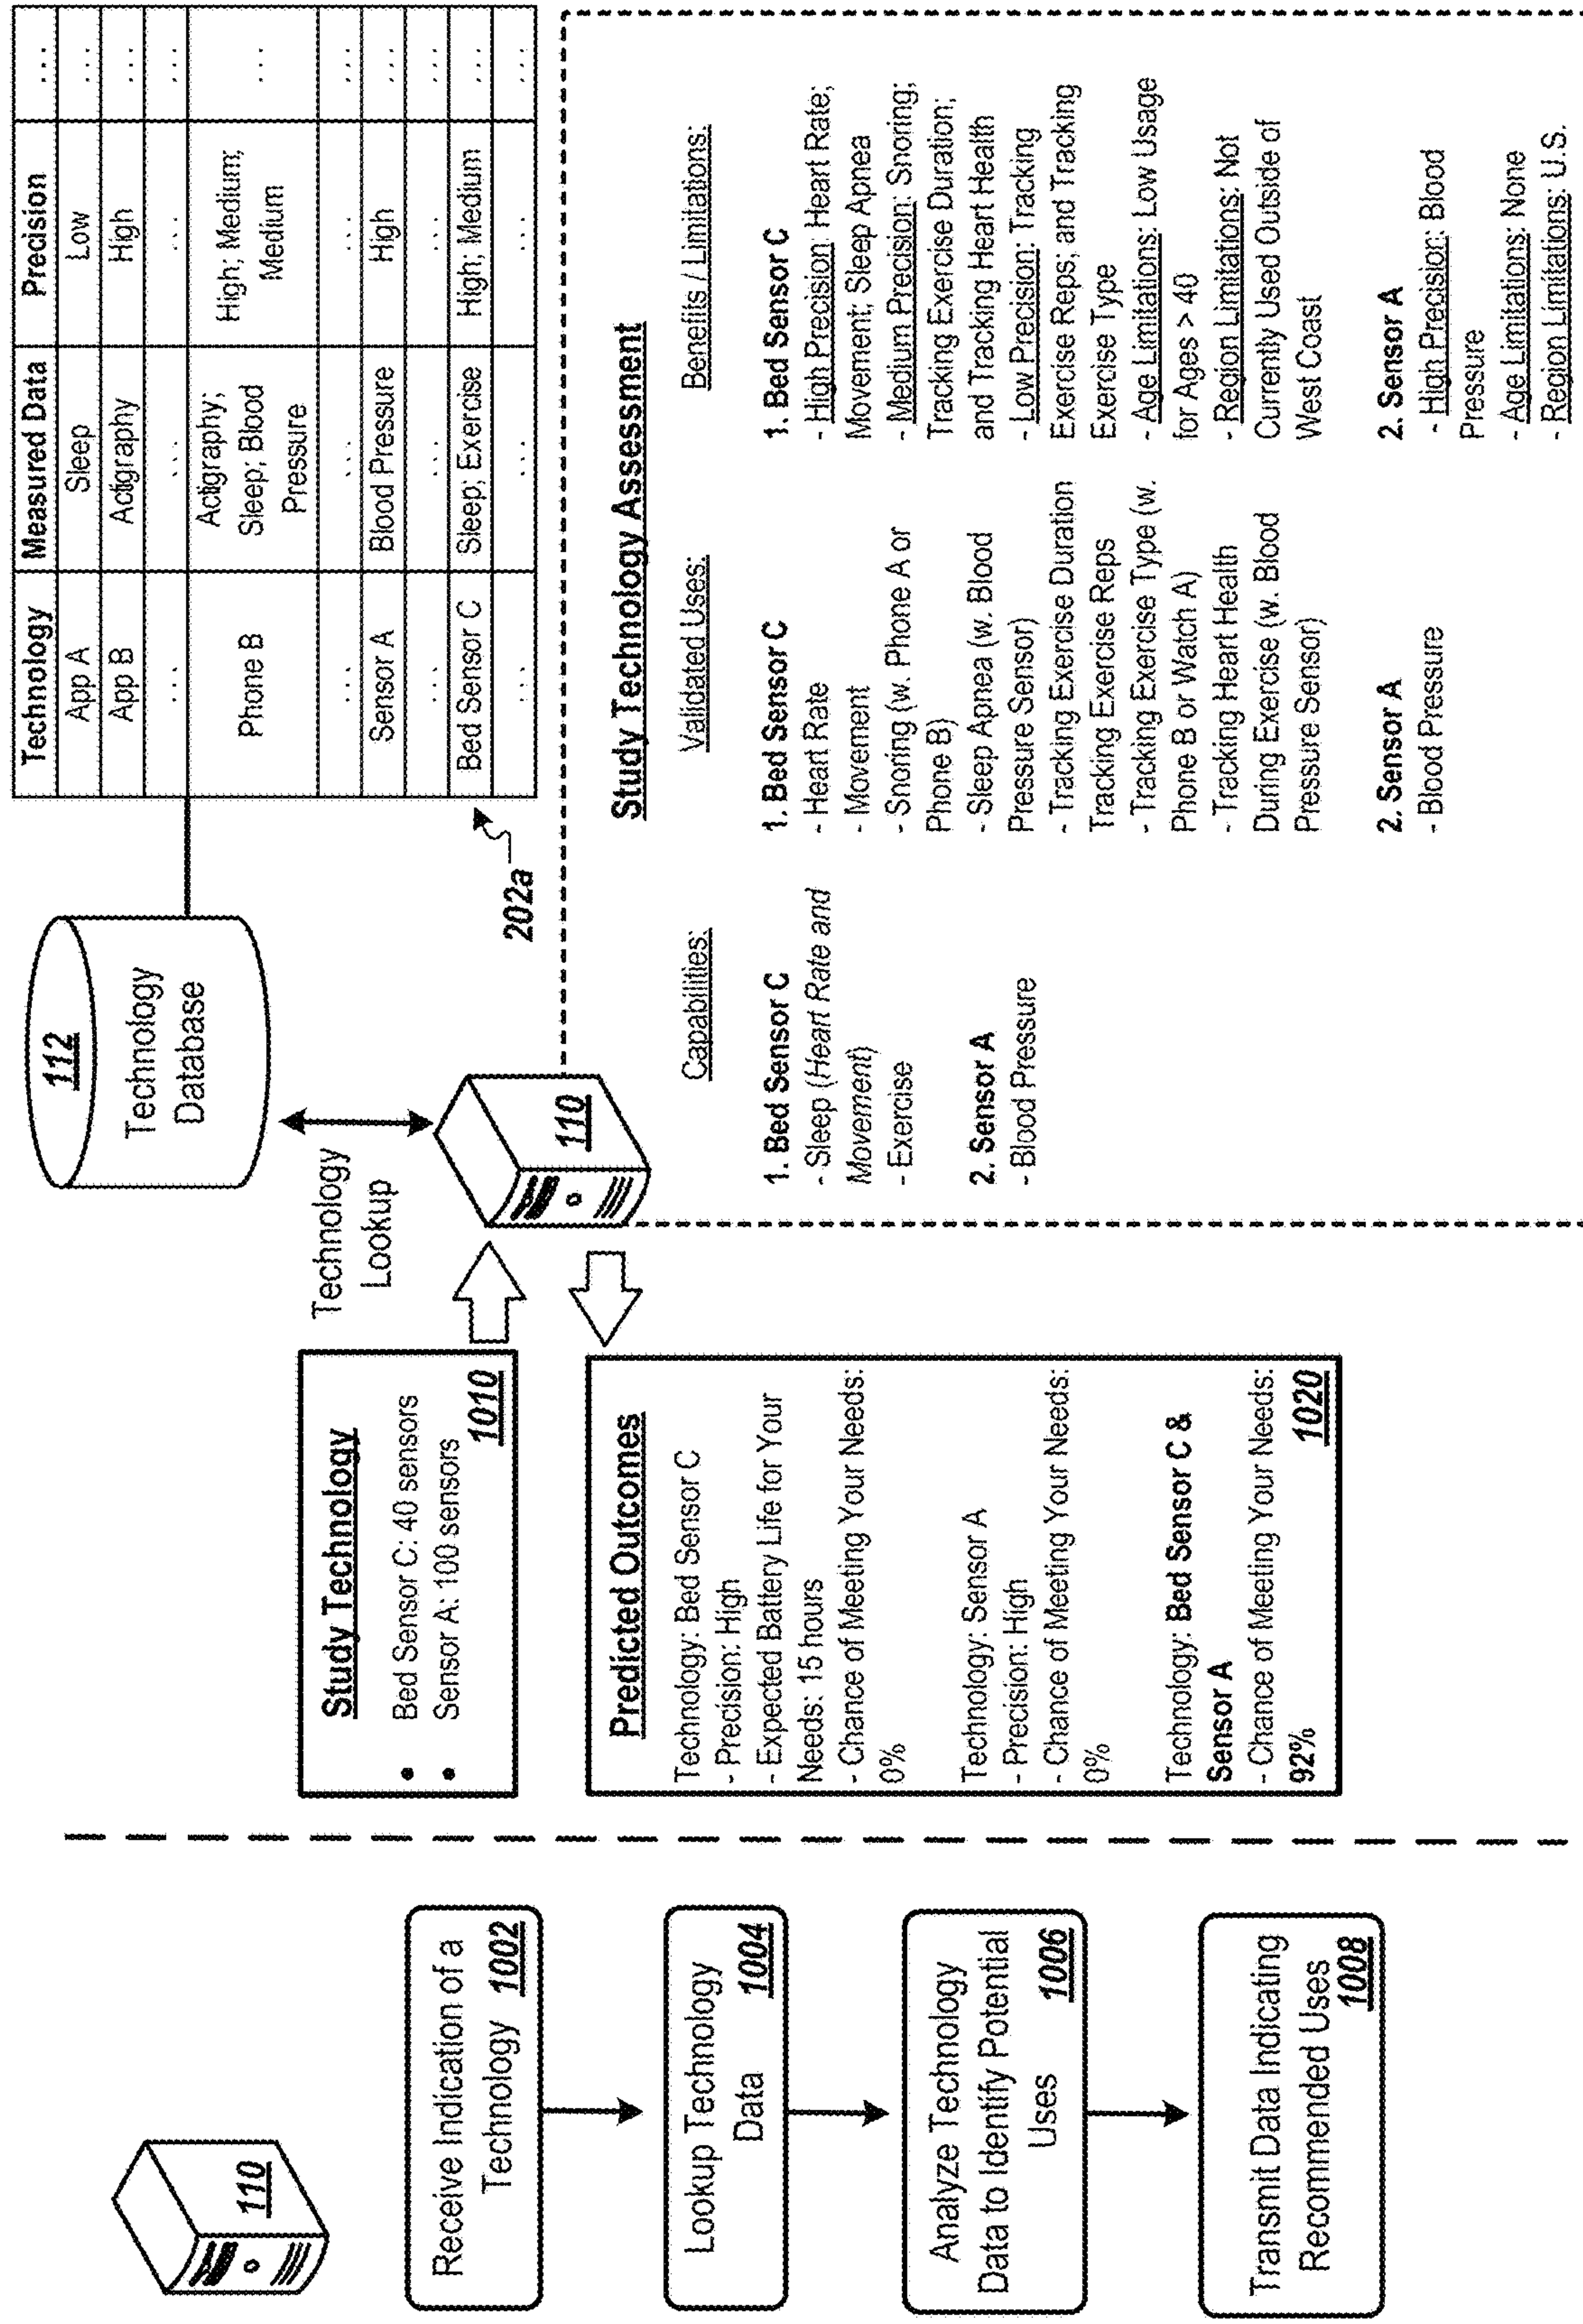 110
Receive Indication of a
Technology 1002
Lookup Technology
Data 1004
Analyze Technology
Data to Identify Potential
Uses 1006
Transmit Data Indicating
Recommended Uses
1008
Study Technology
• Bed Sensor C: 40 sensors
• Sensor A: 100 sensors
1010
Technology
Lookup
112
Technology
Database
110
Predicted Outcomes
Technology: Bed Sensor C
- Precision: High
- Expected Battery Life for Your
Needs: 15 hours
- Chance of Meeting Your Needs:
0%
Technology: Sensor A
- Precision: High
- Chance of Meeting Your Needs:
0%
Technology: Bed Sensor C &
Sensor A
- Chance of Meeting Your Needs:
92%
1020
Technology Measured Data Precision ...
App A Sleep Low ...
App B Actigraphy High ...
... ... ... ...
Phone B
Actigraphy;
Sleep; Blood
Pressure
High; Medium;
Medium
...
... ... ... ...
Sensor A Blood Pressure High ...
... ... ... ...
Bed Sensor C Sleep; Exercise High; Medium ...
... ... ... ...
202a
Study Technology Assessment
Capabilities:
1. Bed Sensor C
- Sleep (Heart Rate and
Movement)
- Exercise
2. Sensor A
- Blood Pressure
Validated Uses:
1. Bed Sensor C
- Heart Rate
- Movement
- Snoring (w. Phone A or
Phone B)
- Sleep Apnea (w. Blood
Pressure Sensor)
- Tracking Exercise Duration
Tracking Exercise Reps
- Tracking Exercise Type (w.
Phone B or Watch A)
- Tracking Heart Health
During Exercise (w. Blood
Pressure Sensor)
2. Sensor A
- Blood Pressure
Benefits / Limitations:
1. Bed Sensor C
- High Precision: Heart Rate;
Movement; Sleep Apnea
- Medium Precision: Snoring;
Tracking Exercise Duration;
and Tracking Heart Health
- Low Precision: Tracking
Exercise Reps; and Tracking
Exercise Type
- Age Limitations: Low Usage
for Ages > 40
- Region Limitations: Not
Currently Used Outside of
West Coast
2. Sensor A
- High Precision: Blood
Pressure
- Age Limitations: None
- Region Limitations: U.S.